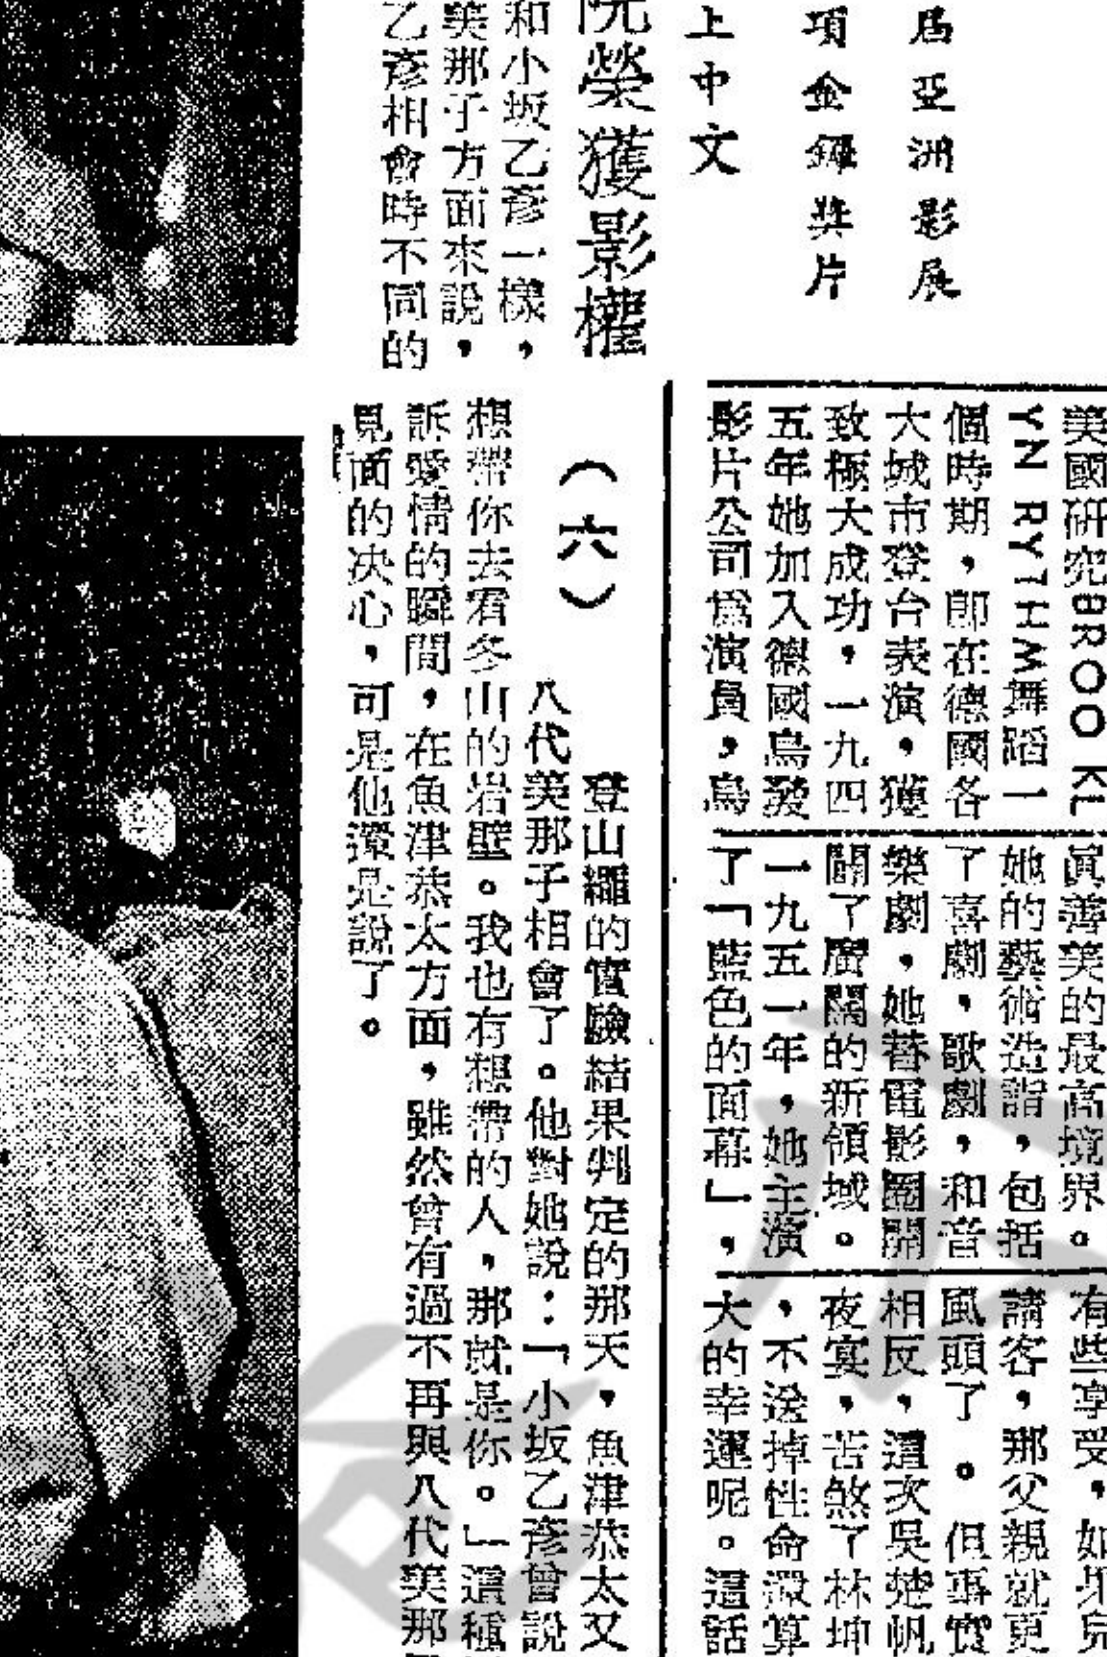 屆亞洲影展
項金鑼獎片
上中文
院榮獲影權
和小坂乙彥一樣，
美那子方面來說，
乙彥相會時不同的
美國研究BROO KL
YN RYTHM舞蹈一
個時期，即在德國各
大城市登台表演，獲
致極大成功，一九四
五年她加入德國烏發
影片公司為演員，烏
眞善美的最高境界。
她的藝術造詣，包括
了喜劇，歌劇，和音
樂劇，她替電影圈開
闢了廣闊的新領域。
一九五一年，她主演
了「藍色的面幕」，
有些享受，如果兒
請客，那父親就更
風頭了。但事實
相反，這次吳楚帆
夜宴，苦煞了林坤
，不送掉性命還算
大的幸運呢。這話
（六）
登山繩的實驗結果判定的那天，魚津恭太又
八代美那子相會了。他對她說：「小坂乙彥曾說
想帶你去看冬山的岩壁。我也有想帶的人，那就是你。」這種
訴愛情的瞬間，在魚津恭太方面，雖然曾有過不再與八代美那
見面的决心，可是他還是說了。